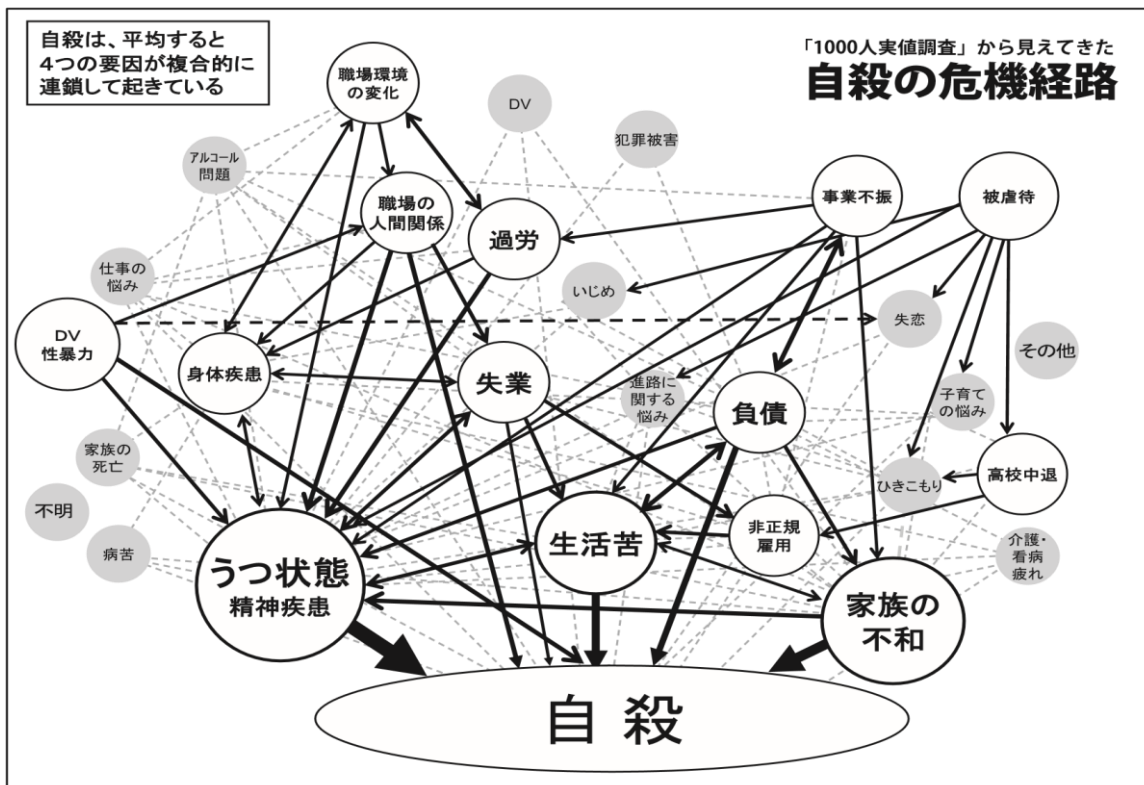 自殺は、平均すると
4つの要因が複合的に
連鎖して起きている
「1000人実値調査」から見えてきた
自殺の危機経路
職場環境
の変化
DV
犯罪被害
アルコール
問題
職場の
人間関係
過労
事業不振
被虐待
仕事の
悩み
いじめ
失恋
DV
性暴力
身体疾患
失業
進路に
関する
悩み
負債
子育て
の悩み
その他
家族の
死亡
ひきこもり
高校中退
不明
病苦
うつ状態
精神疾患
生活苦
非正規
雇用
介護・
看病
疲れ
家族の
不和
自殺